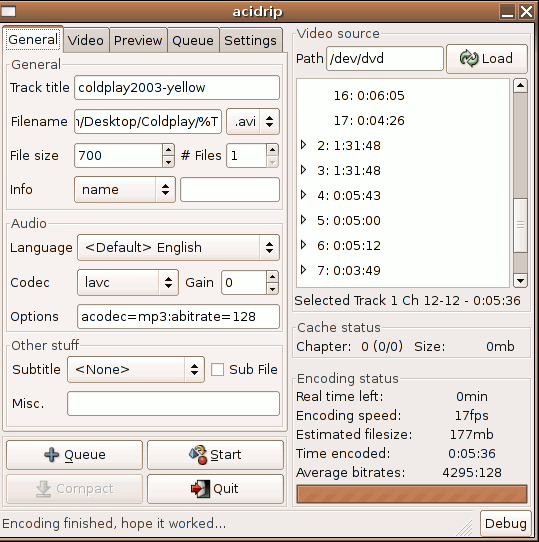 acidrip
General Video Preview Queue Settings
General
Track title coldplay2003-yellow
Filename n/Desktop/Coldplay/%T .avi
File size 700 # Files 1
Info name
Audio
Language <Default> English
Codec lavc Gain 0
Options acodec=mp3:abitrate=128
Other stuff
Subtitle <None> Sub File
Misc.
Queue Start
Compact Quit
Encoding finished, hope it worked...
Video source
Path /dev/dvd Load
16: 0:06:05
17: 0:04:26
2: 1:31:48
3: 1:31:48
4: 0:05:43
5: 0:05:00
6: 0:05:12
7: 0:03:49
Selected Track 1 Ch 12-12 - 0:05:36
Cache status
Chapter: 0 (0/0) Size: 0mb
Encoding status
Real time left: 0min
Encoding speed: 17fps
Estimated filesize: 177mb
Time encoded: 0:05:36
Average bitrates: 4295:128
Debug